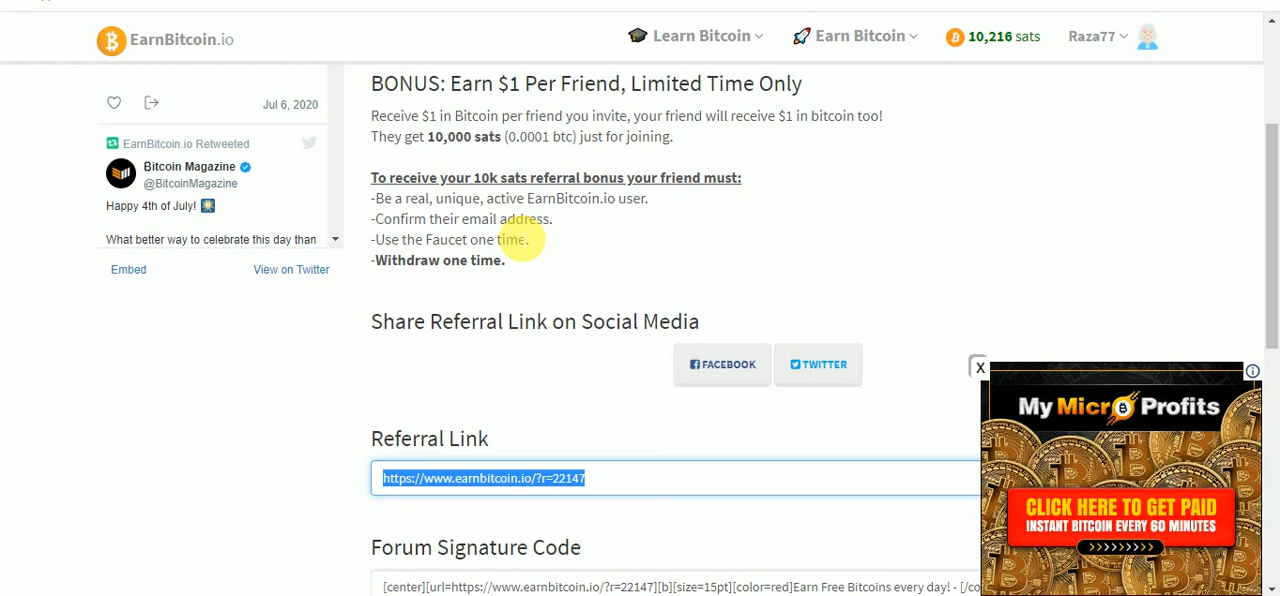 EarnBitcoin.io
Learn Bitcoin
Earn Bitcoin
10,216 sats
Raza77
Jul 6, 2020
EarnBitcoin.io Retweeted
Bitcoin Magazine
@BitcoinMagazine
Happy 4th of July!
What better way to celebrate this day than
Embed
View on Twitter
BONUS: Earn $1 Per Friend, Limited Time Only
Receive $1 in Bitcoin per friend you invite, your friend will receive $1 in bitcoin too!
They get 10,000 sats (0.0001 btc) just for joining.
To receive your 10k sats referral bonus your friend must:
-Be a real, unique, active EarnBitcoin.io user.
-Confirm their email address.
-Use the Faucet one time.
-Withdraw one time.
Share Referral Link on Social Media
FACEBOOK
TWITTER
Referral Link
https://www.earnbitcoin.io/?r=22147
Forum Signature Code
[center][url=https://www.earnbitcoin.io/?r=22147][b][size=15pt][color=red]Earn Free Bitcoins every day! - [/co
X
My Micro Profits
CLICK HERE TO GET PAID
INSTANT BITCOIN EVERY 60 MINUTES
>>>>>>>>>